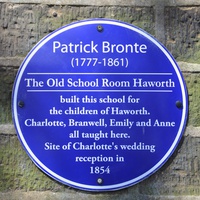 Patrick Bronte
(1777-1861)
The Old School Room Haworth
built this school for
the children of Haworth.
Charlotte, Branwell, Emily and Anne
all taught here.
Site of Charlotte's wedding
reception in
1854